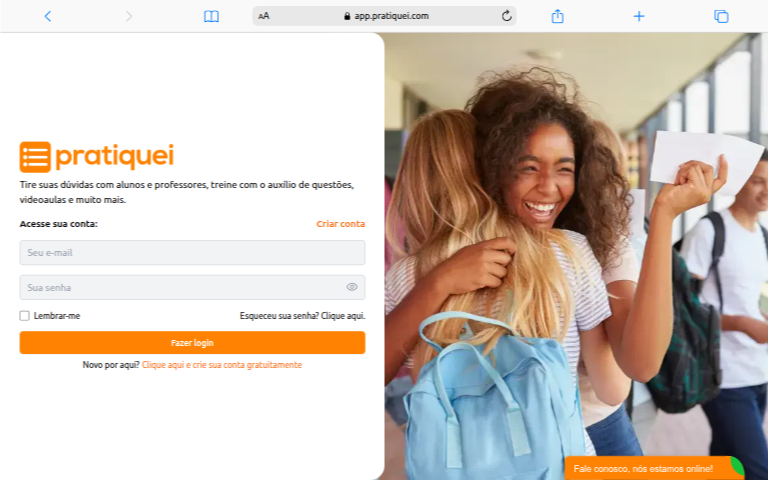 AA app.pratiquei.com
pratiquei
Tire suas dúvidas com alunos e professores, treine com o auxílio de questões,
videoaulas e muito mais.
Acesse sua conta: Criar conta
Seu e-mail
Sua senha
Lembrar-me Esqueceu sua senha? Clique aqui.
Fazer login
Novo por aqui? Clique aqui e crie sua conta gratuitamente
Fale conosco, nós estamos online!